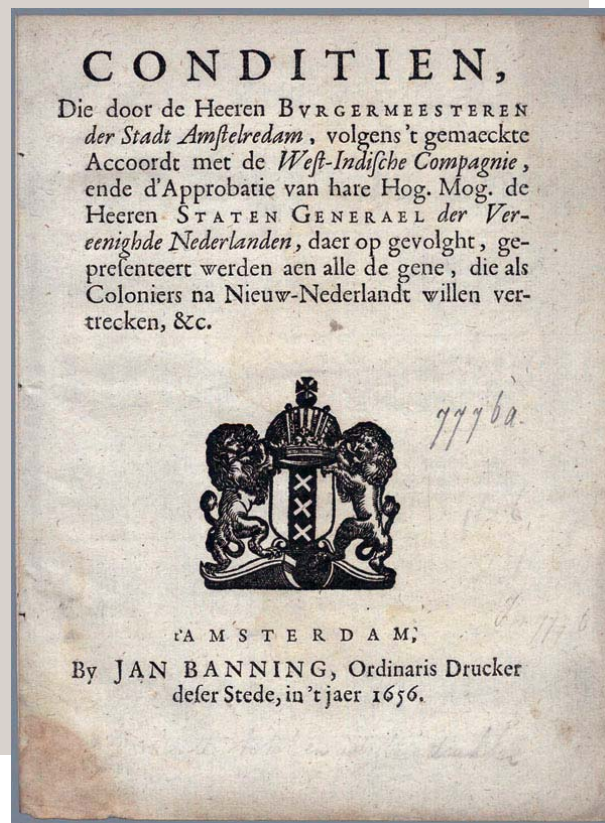 CONDITIEN,
Die door de Heeren BVRGERMEESTEREN
der Stadt Amſtelredam, volgens 't gemaeckte
Accoordt met de Weſt-Indiſche Compagnie,
ende d'Approbatie van hare Hog. Mog. de
Heeren STATEN GENERAEL der Ver-
eenighde Nederlanden, daer op gevolght, ge-
preſenteert werden aen alle de gene, die als
Coloniers na Nieuw-Nederlandt willen ver-
trecken, &c.
7776a.
t'AMSTERDAM,
By JAN BANNING, Ordinaris Drucker
deſer Stede, in 't jaer 1656.